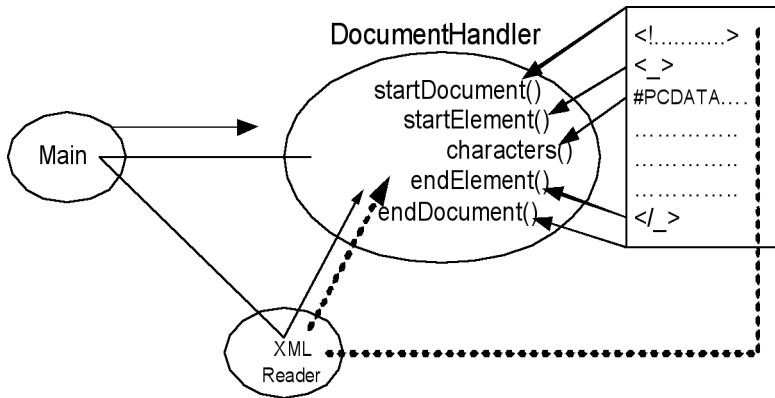 DocumentHandler
startDocument()
startElement()
characters()
endElement()
endDocument()
Main
XML
Reader
<!..........>
<_>
#PCDATA....
..............
..............
..............
</_>